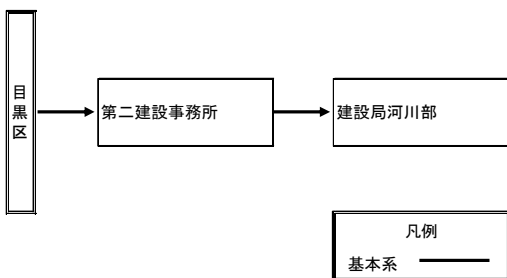 目黒区
第二建設事務所
建設局河川部
凡例
基本系